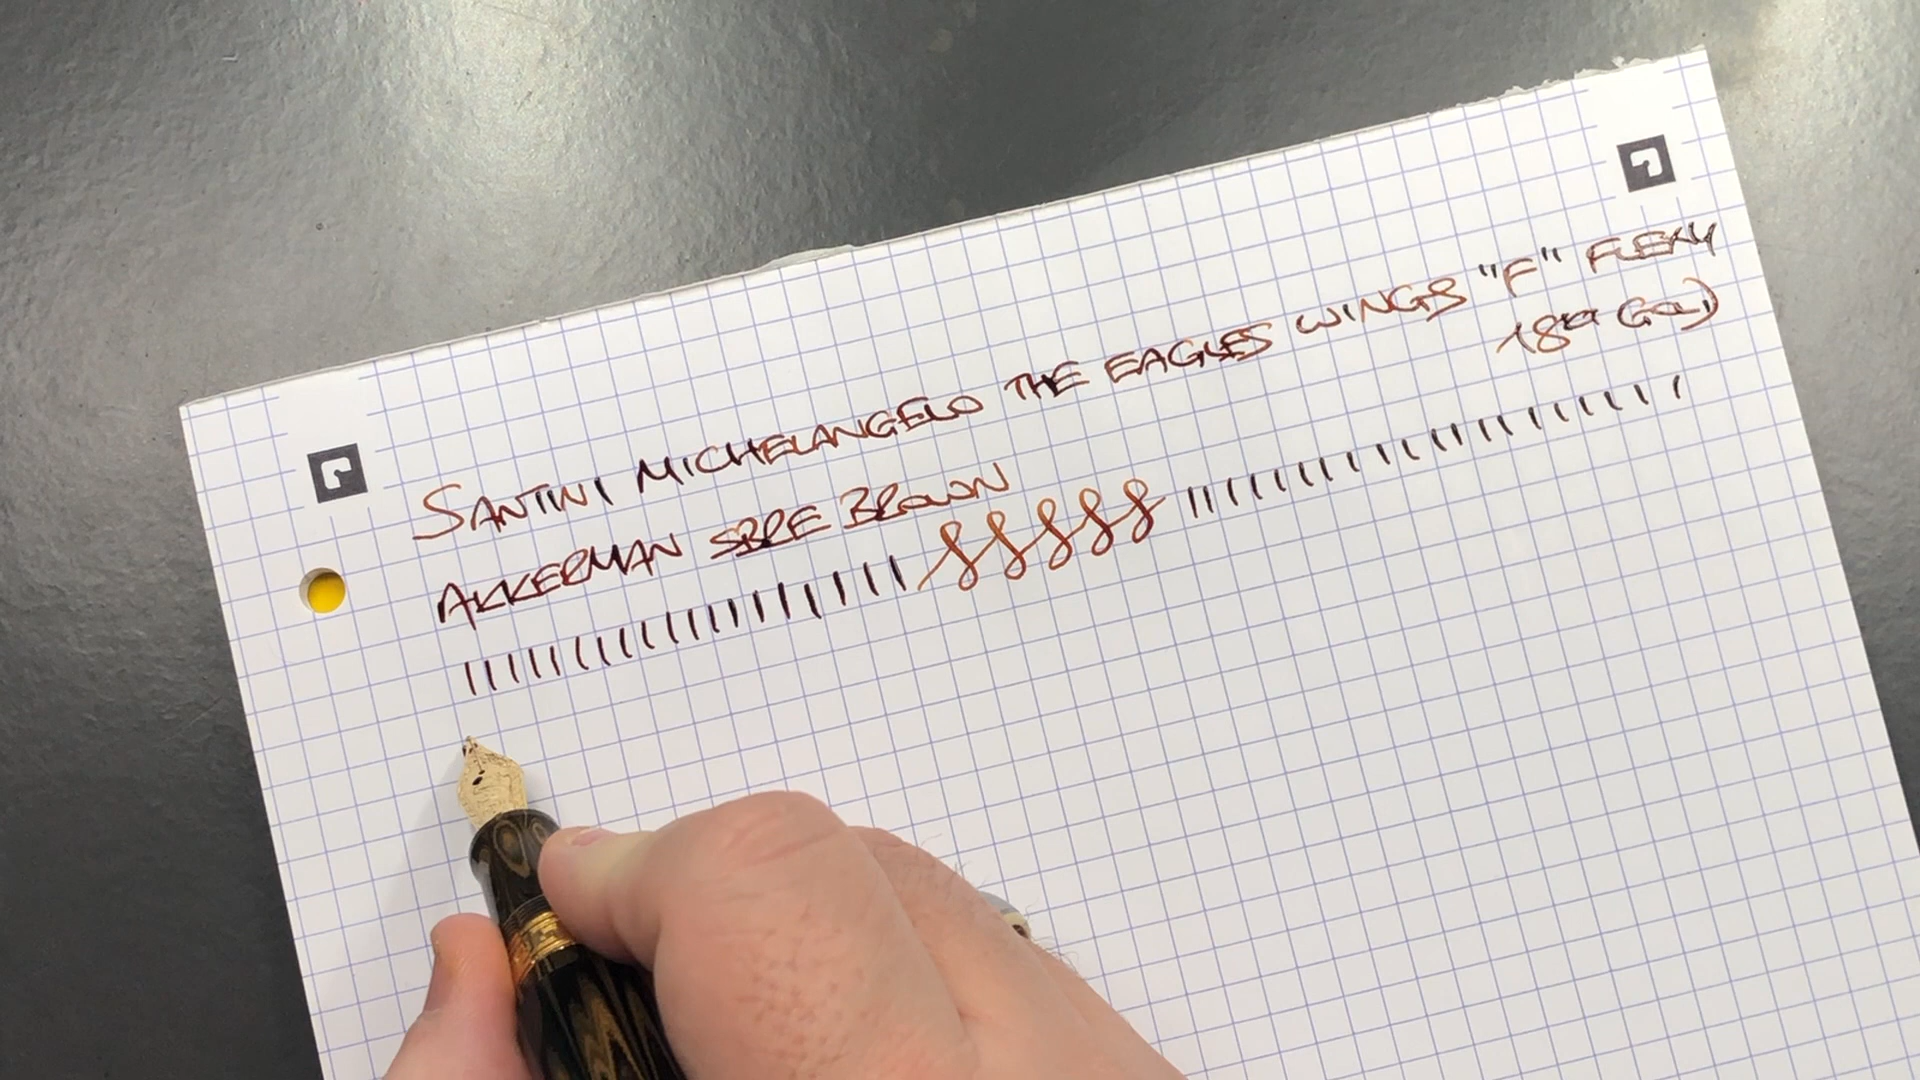 SANTINI MICHELANGELO THE EAGLES WINGS "F" FLEXY
18KT GOLD
AKKERMAN SBRE BROWN